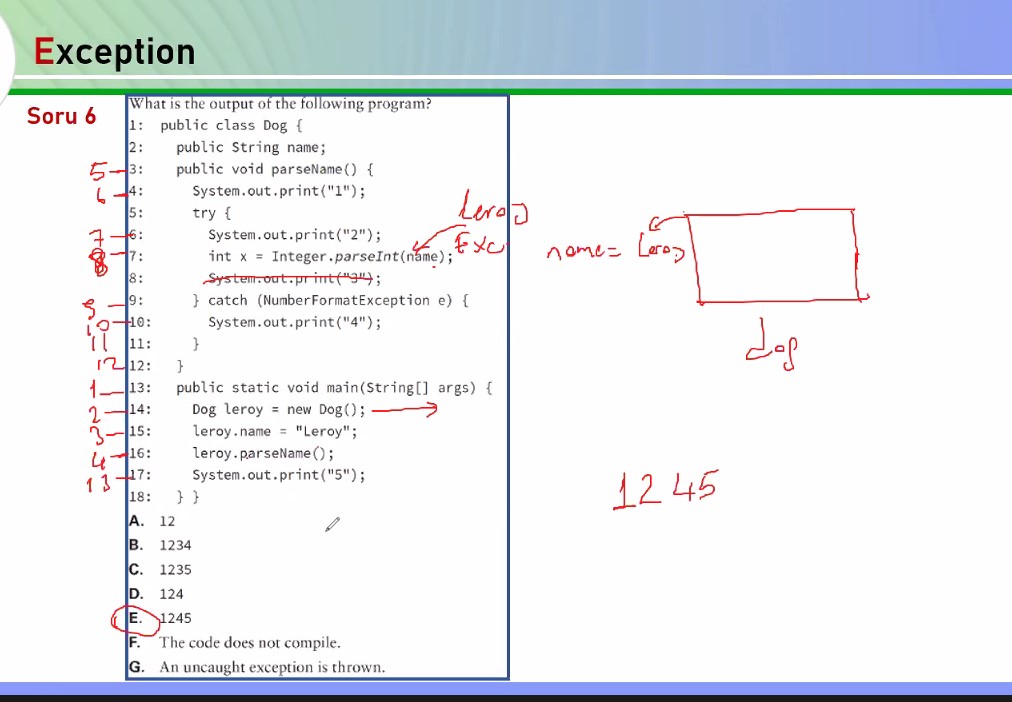 Exception
Soru 6
What is the output of the following program?
1: public class Dog {
2: public String name;
5 3: public void parseName() {
6 4: System.out.print("1");
5: try {
Leroy
7 6: System.out.print("2");
Exc
name = Leroy
8 7: int x = Integer.parseInt(name);
8: System.out.print("3");
9 9: } catch (NumberFormatException e) {
10 10: System.out.print("4");
11 11: }
12 12: }
dog
1 13: public static void main(String[] args) {
2 14: Dog leroy = new Dog();
3 15: leroy.name = "Leroy";
4 16: leroy.parseName();
13 17: System.out.print("5");
1245
18: } }
A. 12
B. 1234
C. 1235
D. 124
E. 1245
F. The code does not compile.
G. An uncaught exception is thrown.